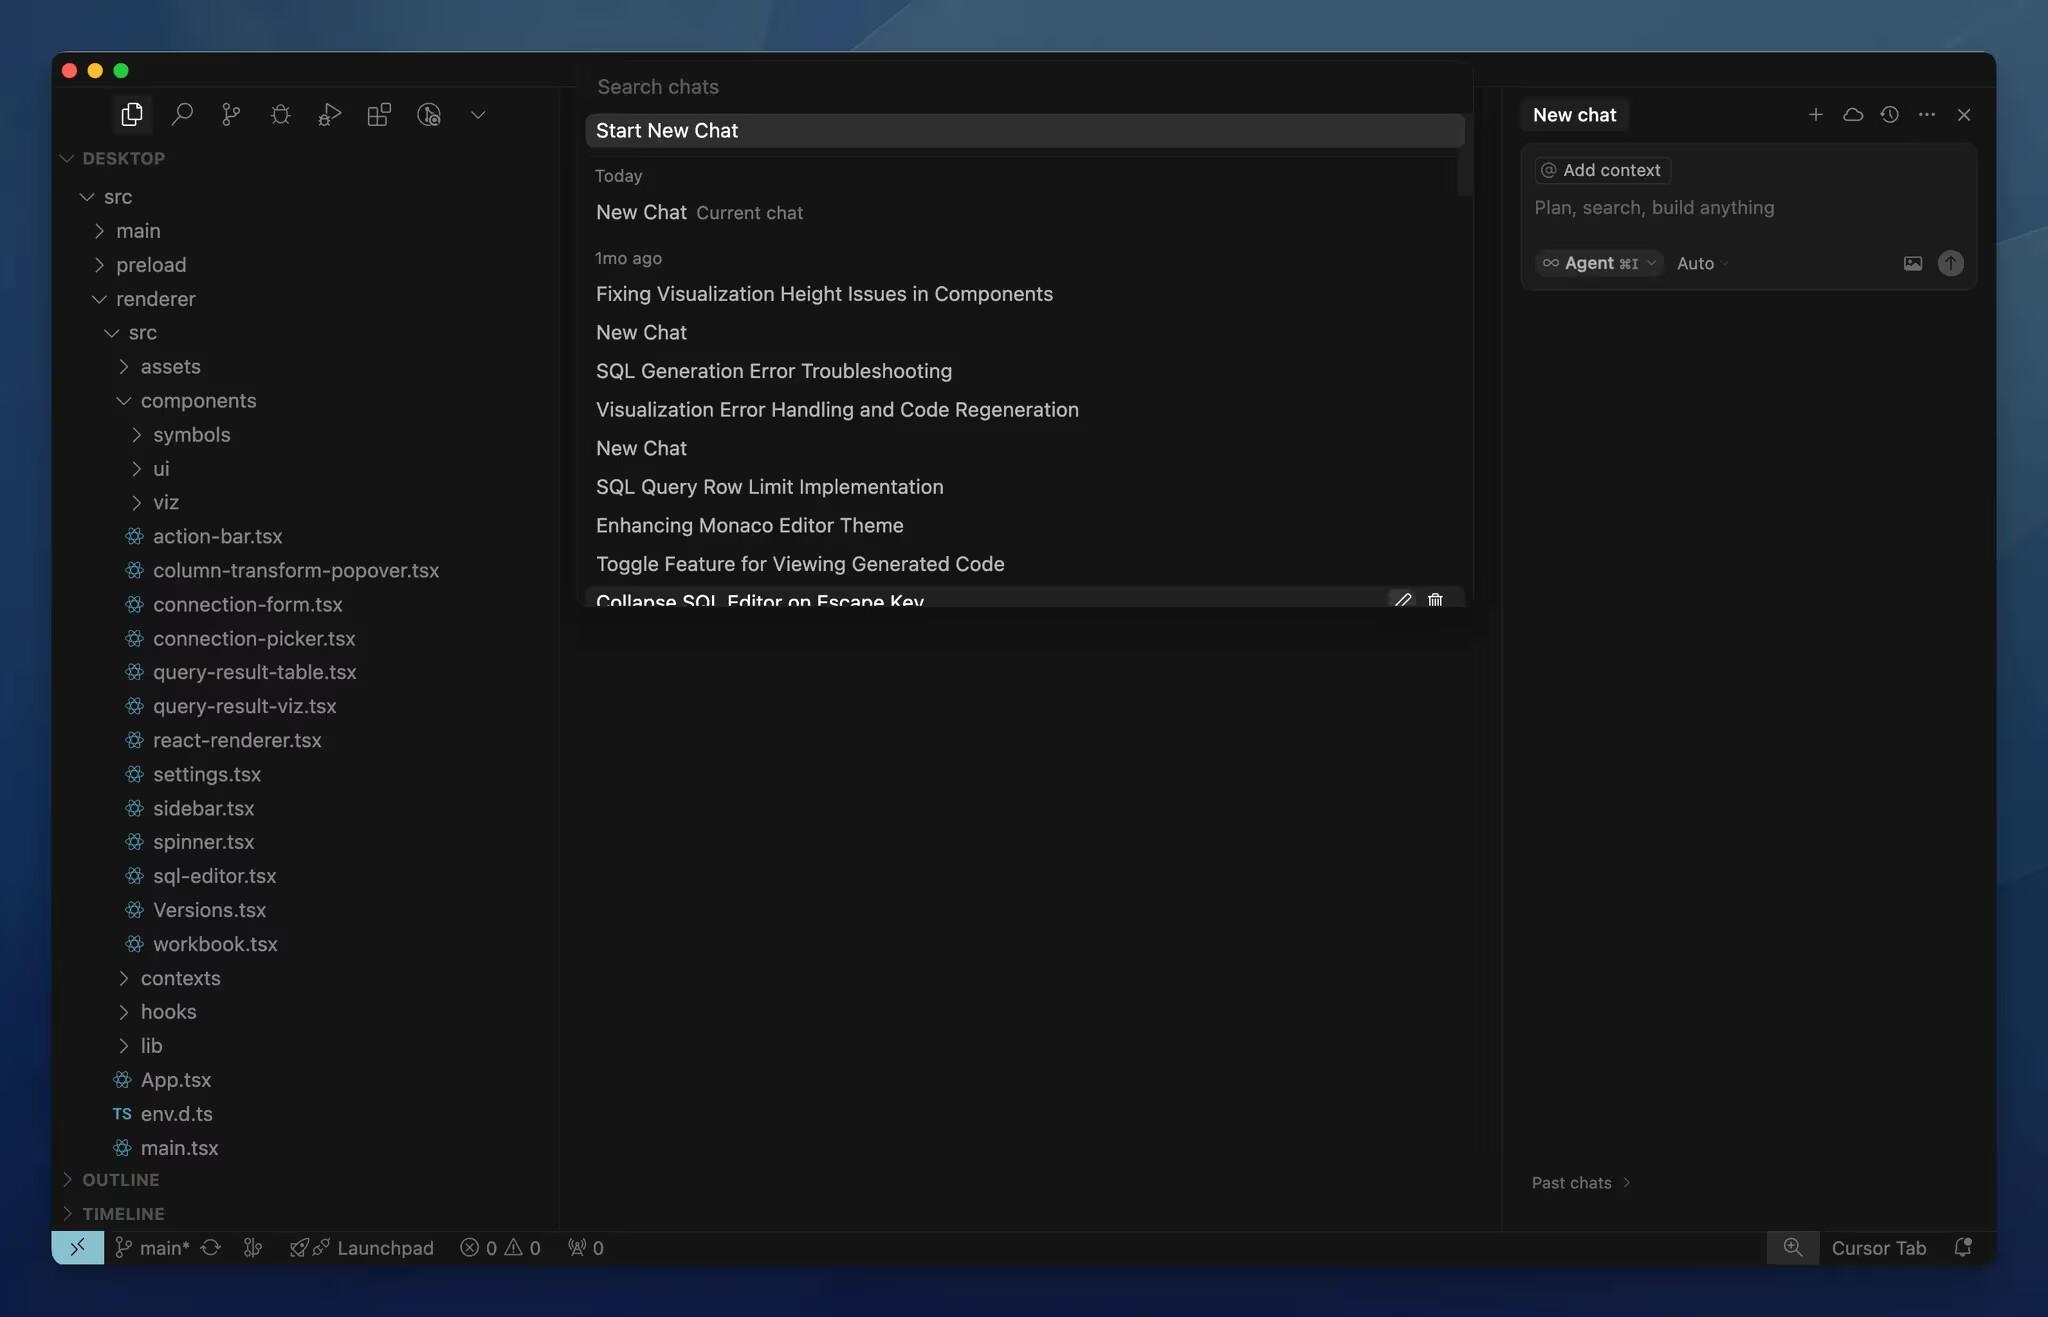 Search chats
Start New Chat
Today
New Chat Current chat
1mo ago
Fixing Visualization Height Issues in Components
New Chat
SQL Generation Error Troubleshooting
Visualization Error Handling and Code Regeneration
New Chat
SQL Query Row Limit Implementation
Enhancing Monaco Editor Theme
Toggle Feature for Viewing Generated Code
Collapse SQL Editor on Escape Key
DESKTOP
src
main
preload
renderer
src
assets
components
symbols
ui
viz
action-bar.tsx
column-transform-popover.tsx
connection-form.tsx
connection-picker.tsx
query-result-table.tsx
query-result-viz.tsx
react-renderer.tsx
settings.tsx
sidebar.tsx
spinner.tsx
sql-editor.tsx
Versions.tsx
workbook.tsx
contexts
hooks
lib
App.tsx
TS env.d.ts
main.tsx
OUTLINE
TIMELINE
New chat
@ Add context
Plan, search, build anything
∞ Agent ⌘I Auto
Past chats
main* Launchpad 0 0 0
Cursor Tab